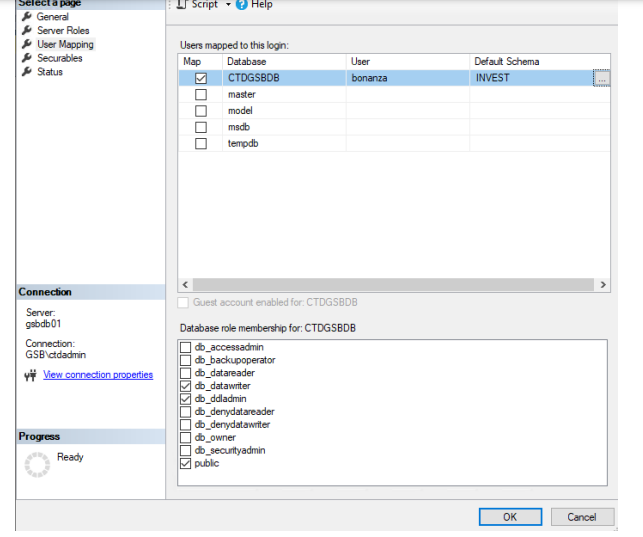 Select a page
Script Help
General
Server Roles
User Mapping
Securables
Status
Users mapped to this login:
Map Database User Default Schema
CTDGSBDB bonanza INVEST ...
master
model
msdb
tempdb
Guest account enabled for: CTDGSBDB
Database role membership for: CTDGSBDB
db_accessadmin
db_backupoperator
db_datareader
db_datawriter
db_ddladmin
db_denydatareader
db_denydatawriter
db_owner
db_securityadmin
public
Connection
Server:
gsbdb01
Connection:
GSB\ctdadmin
View connection properties
Progress
Ready
OK Cancel